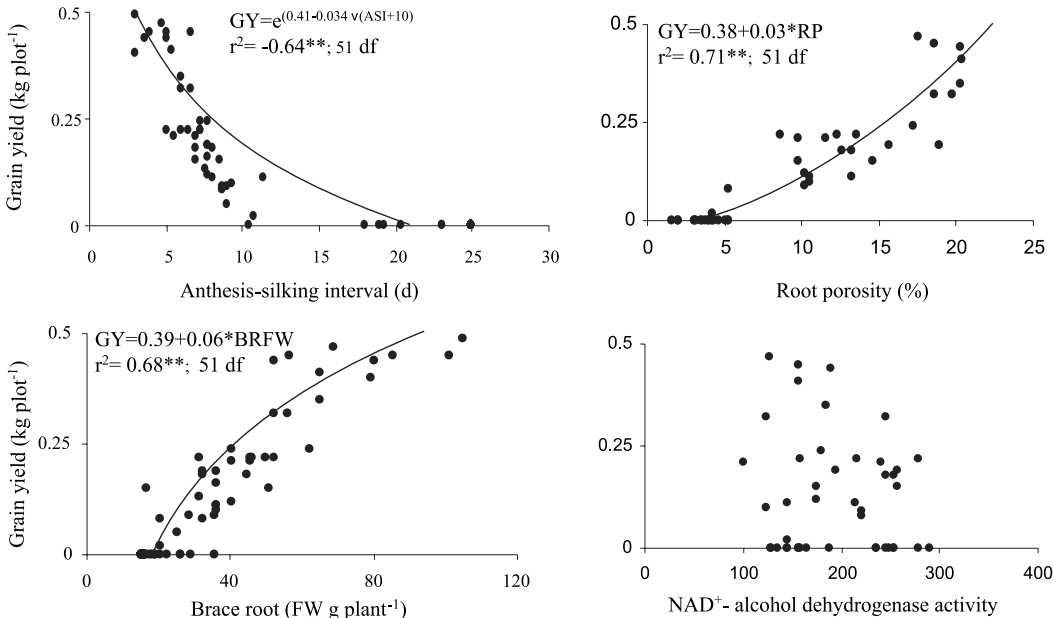 GY=e(0.41-0.034 √(ASI+10)
r²= -0.64**; 51 df
Grain yield (kg plot⁻¹)
0.5
0.25
0
0 5 10 15 20 25 30
Anthesis-silking interval (d)
GY=0.38+0.03*RP
r²= 0.71**; 51 df
0.5
0.25
0
0 5 10 15 20 25
Root porosity (%)
GY=0.39+0.06*BRFW
r²= 0.68**; 51 df
Grain yield (kg plot⁻¹)
0.5
0.25
0
0 40 80 120
Brace root (FW g plant⁻¹)
0.5
0.25
0
0 100 200 300 400
NAD⁺- alcohol dehydrogenase activity